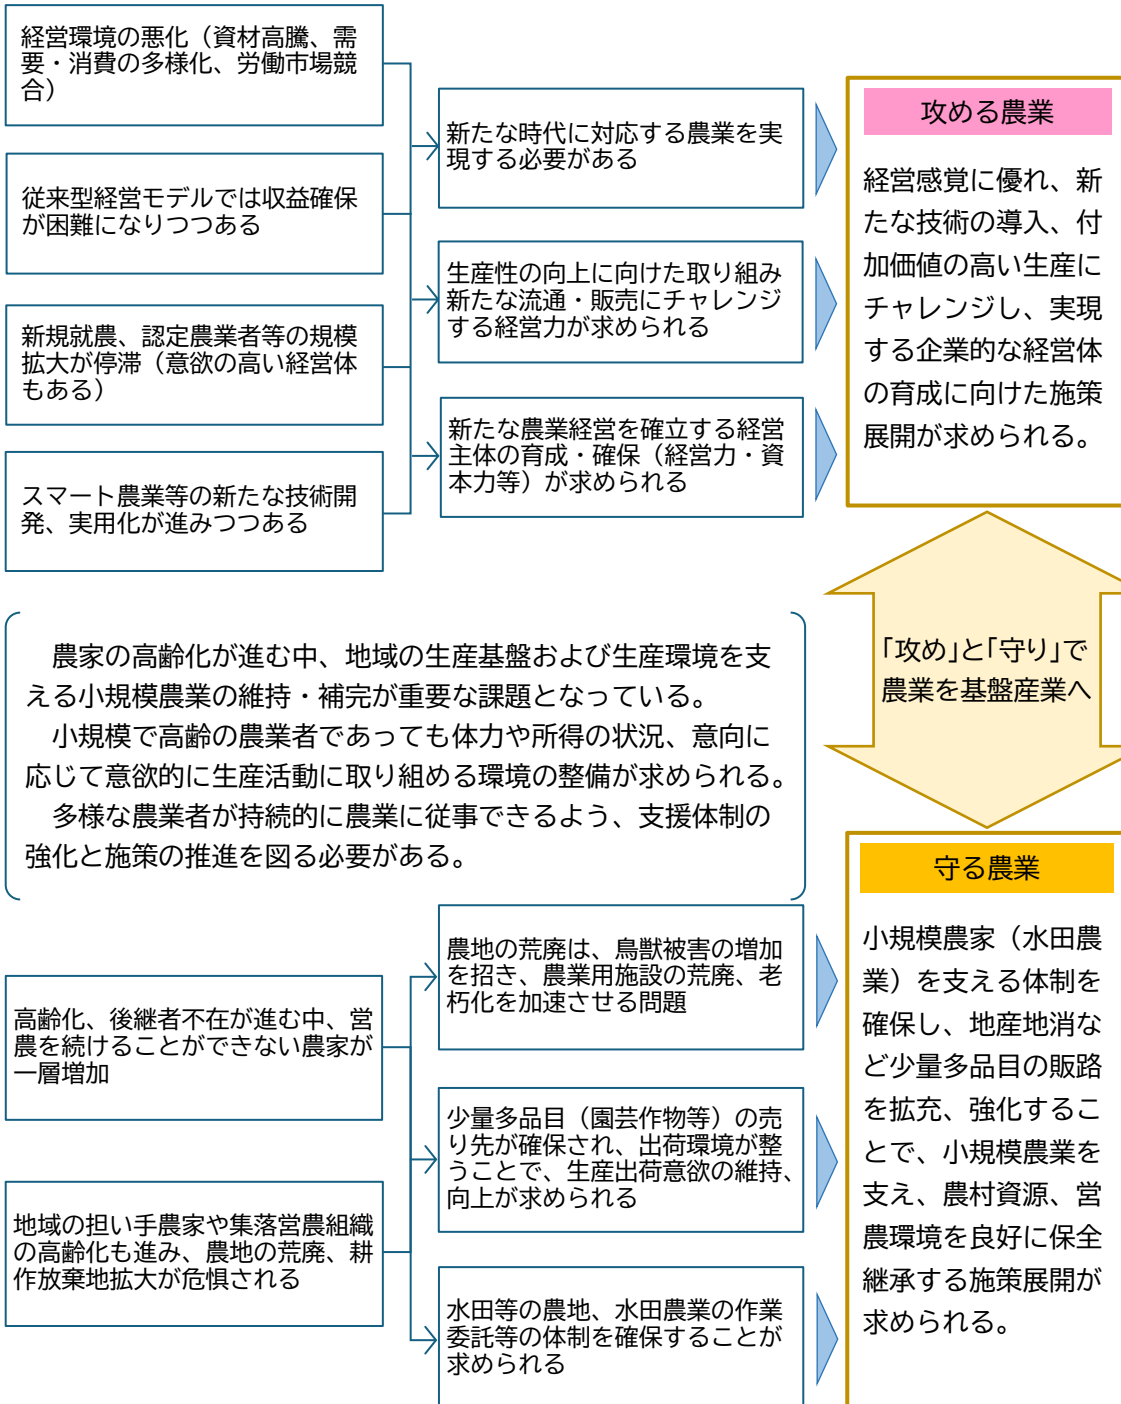 経営環境の悪化（資材高騰、需
要・消費の多様化、労働市場競
合）
従来型経営モデルでは収益確保
が困難になりつつある
新規就農、認定農業者等の規模
拡大が停滞（意欲の高い経営体
もある）
スマート農業等の新たな技術開
発、実用化が進みつつある
新たな時代に対応する農業を実
現する必要がある
生産性の向上に向けた取り組み
新たな流通・販売にチャレンジ
する経営力が求められる
新たな農業経営を確立する経営
主体の育成・確保（経営力・資
本力等）が求められる
攻める農業
経営感覚に優れ、新
たな技術の導入、付
加価値の高い生産に
チャレンジし、実現
する企業的な経営体
の育成に向けた施策
展開が求められる。
「攻め」と「守り」で
農業を基盤産業へ
農家の高齢化が進む中、地域の生産基盤および生産環境を支
える小規模農業の維持・補完が重要な課題となっている。
小規模で高齢の農業者であっても体力や所得の状況、意向に
応じて意欲的に生産活動に取り組める環境の整備が求められる。
多様な農業者が持続的に農業に従事できるよう、支援体制の
強化と施策の推進を図る必要がある。
高齢化、後継者不在が進む中、営
農を続けることができない農家が
一層増加
地域の担い手農家や集落営農組織
の高齢化も進み、農地の荒廃、耕
作放棄地拡大が危惧される
農地の荒廃は、鳥獣被害の増加
を招き、農業用施設の荒廃、老
朽化を加速させる問題
少量多品目（園芸作物等）の売
り先が確保され、出荷環境が整
うことで、生産出荷意欲の維持、
向上が求められる
水田等の農地、水田農業の作業
委託等の体制を確保することが
求められる
守る農業
小規模農家（水田農
業）を支える体制を
確保し、地産地消な
ど少量多品目の販路
を拡充、強化するこ
とで、小規模農業を
支え、農村資源、営
農環境を良好に保全
継承する施策展開が
求められる。